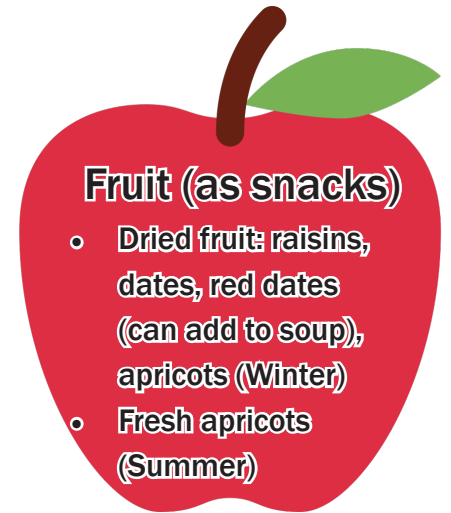 Fruit (as snacks)
• Dried fruit: raisins,
dates, red dates
(can add to soup),
apricots (Winter)
• Fresh apricots
(Summer)